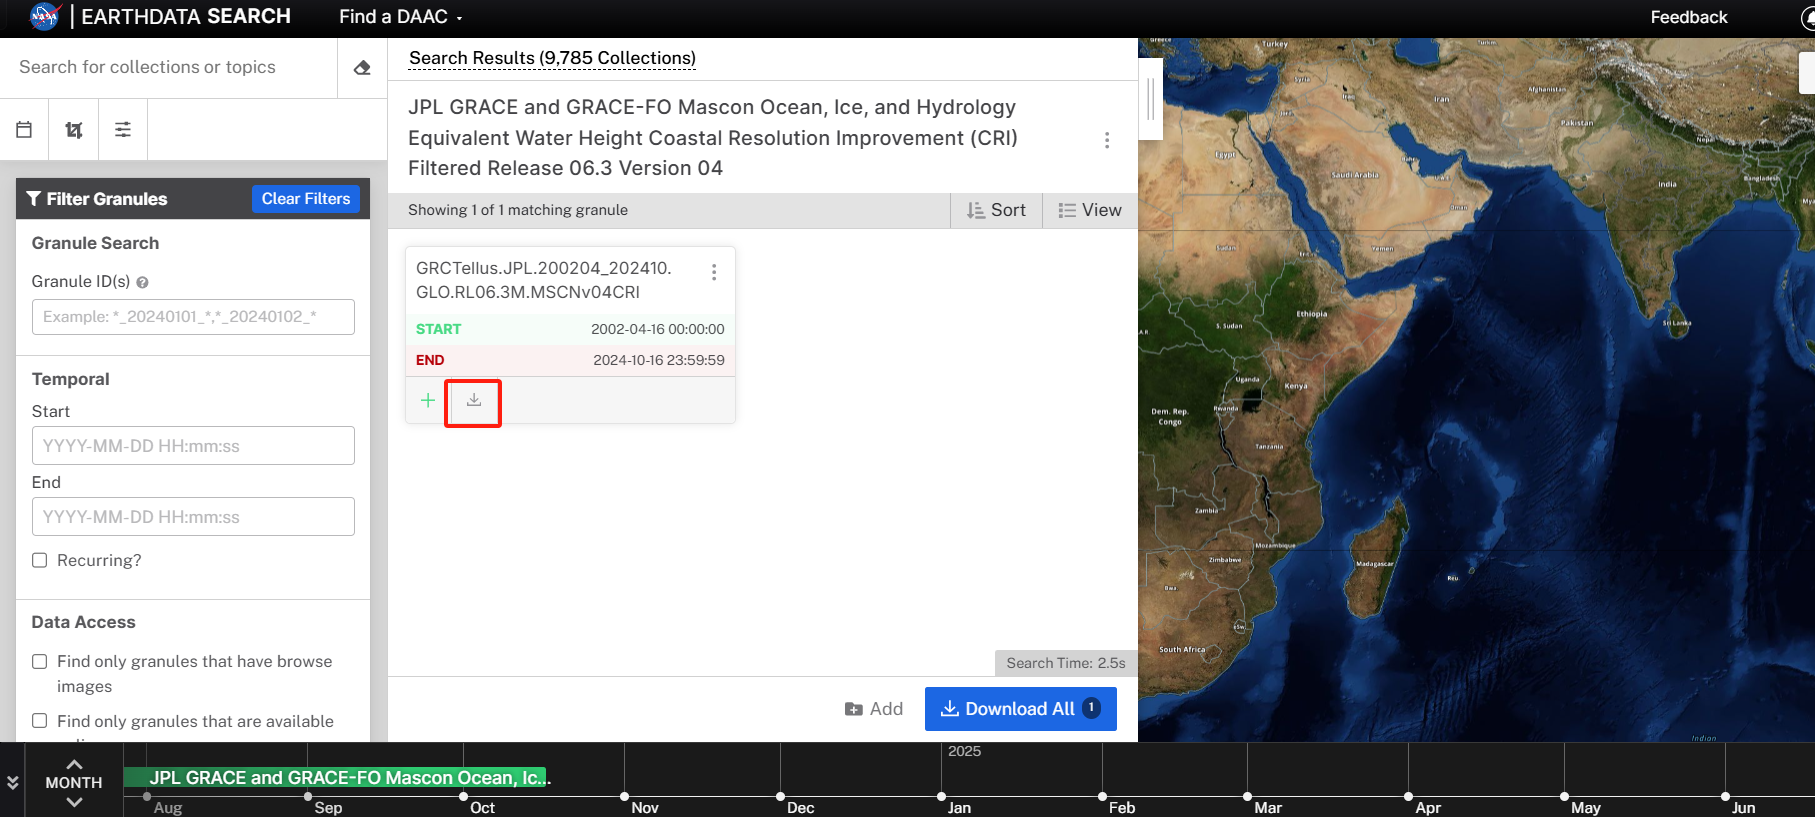 NASA
EARTHDATA SEARCH
Find a DAAC
Feedback
Search for collections or topics
Filter Granules
Clear Filters
Granule Search
Granule ID(s)
Example: *_20240101_*,*_20240102_*
Temporal
Start
YYYY-MM-DD HH:mm:ss
End
YYYY-MM-DD HH:mm:ss
Recurring?
Data Access
Find only granules that have browse
images
Find only granules that are available
Search Results (9,785 Collections)
JPL GRACE and GRACE-FO Mascon Ocean, Ice, and Hydrology
Equivalent Water Height Coastal Resolution Improvement (CRI)
Filtered Release 06.3 Version 04
Showing 1 of 1 matching granule
Sort
View
GRCTellus.JPL.200204_202410.
GLO.RL06.3M.MSCNv04CRI
START 2002-04-16 00:00:00
END 2024-10-16 23:59:59
Search Time: 2.5s
Add
Download All 1
Greece
Turkey
Syria
Iraq
Iran
Afghanistan
Pakistan
Nepal
Egypt
Saudi Arabia
U.A.E.
India
Bangladesh
Oman
Sudan
Yemen
Ethiopia
S. Sudan
Sri Lanka
Uganda
Kenya
Rwanda
Dem. Rep.
Congo
Tanzania
Zambia
Mozambique
Zimbabwe
Madagascar
Reu.
Bwa
eSw.
South Africa
Indian
MONTH
JPL GRACE and GRACE-FO Mascon Ocean, Ic...
2025
Aug
Sep
Oct
Nov
Dec
Jan
Feb
Mar
Apr
May
Jun